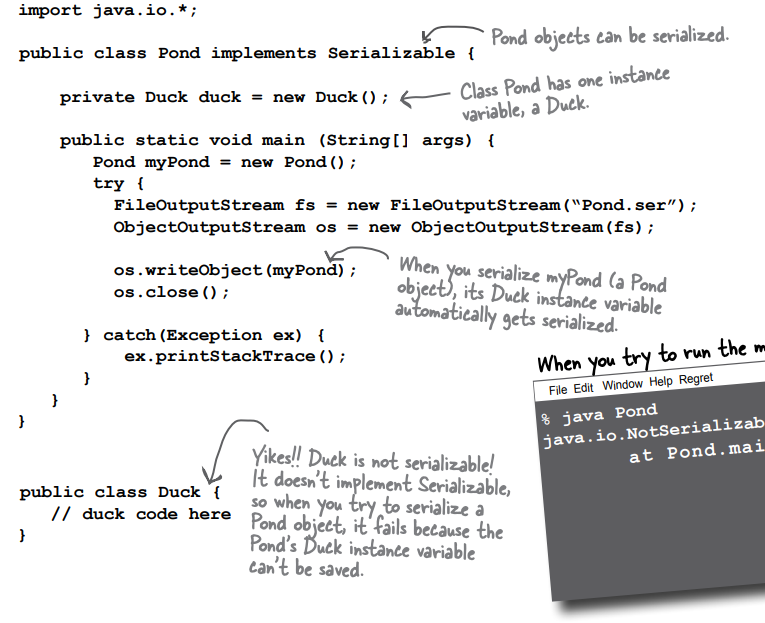 import java.io.*;
Pond objects can be serialized.
public class Pond implements Serializable {
private Duck duck = new Duck();
Class Pond has one instance
variable, a Duck.
public static void main (String[] args) {
Pond myPond = new Pond();
try {
FileOutputStream fs = new FileOutputStream(“Pond.ser”);
ObjectOutputStream os = new ObjectOutputStream(fs);
os.writeObject(myPond);
os.close();
When you serialize myPond (a Pond
object), its Duck instance variable
automatically gets serialized.
} catch(Exception ex) {
ex.printStackTrace();
}
}
}
When you try to run the m
File Edit Window Help Regret
% java Pond
java.io.NotSerializab
at Pond.mai
Yikes!! Duck is not serializable!
It doesn't implement Serializable,
so when you try to serialize a
Pond object, it fails because the
Pond's Duck instance variable
can't be saved.
public class Duck {
// duck code here
}